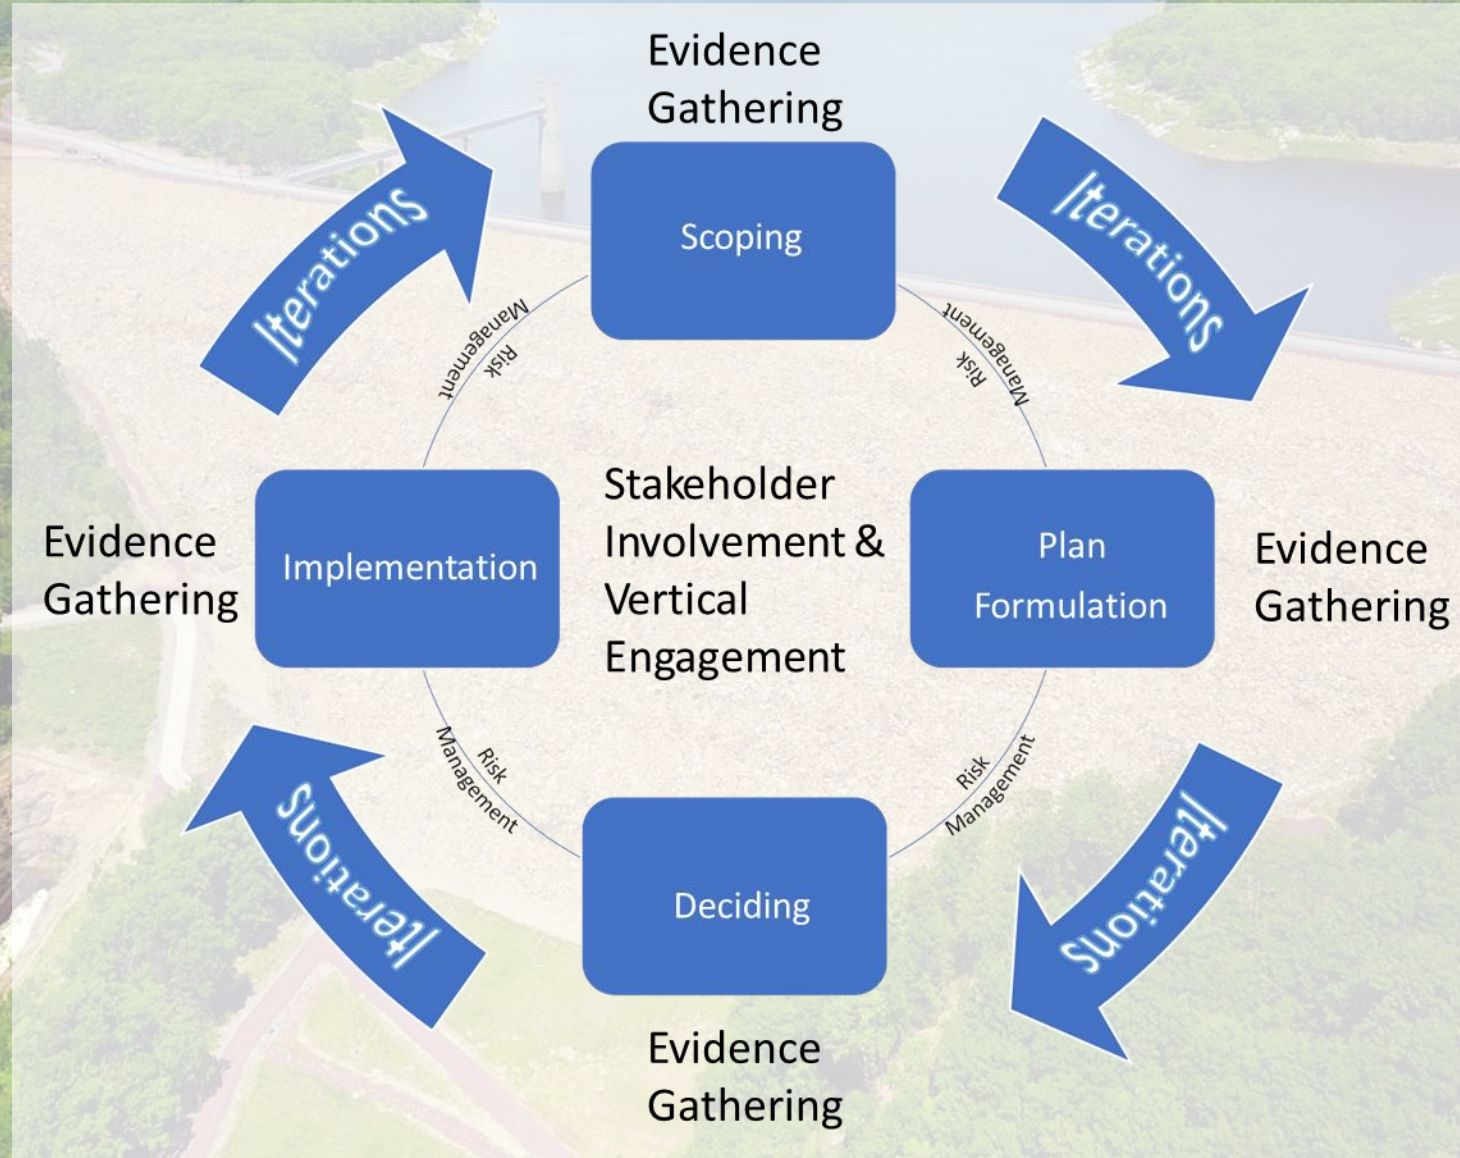 Evidence
Gathering
Scoping
Iterations
Iterations
Risk
Management
Risk
Management
Evidence
Gathering
Implementation
Stakeholder
Involvement &
Vertical
Engagement
Plan
Formulation
Evidence
Gathering
Risk
Management
Risk
Management
Iterations
Iterations
Deciding
Evidence
Gathering